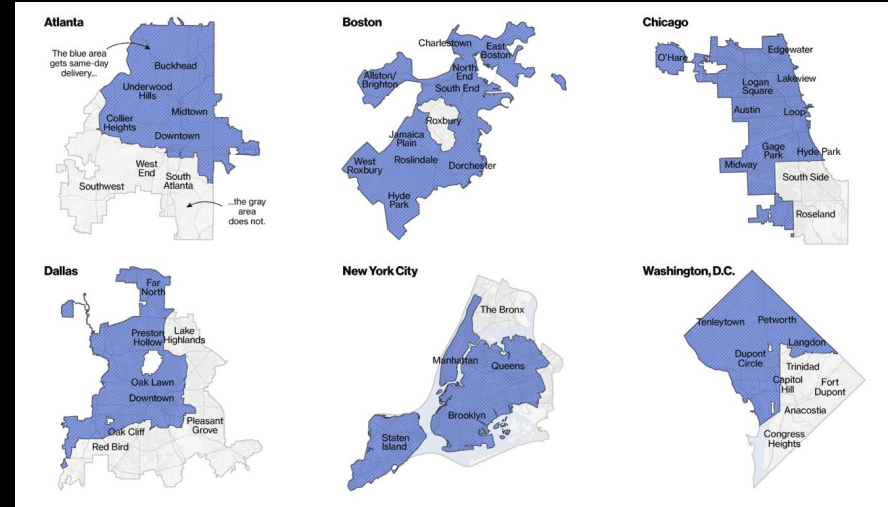 Atlanta
The blue area
gets same-day
delivery...
Buckhead
Underwood
Hills
Midtown
Collier
Heights
Downtown
West
End
South
Atlanta
Southwest
...the gray
area
does not.
Boston
Charlestown
East
Boston
North
End
Allston/
Brighton
South End
Roxbury
Jamaica
Plain
West
Roxbury
Roslindale
Dorchester
Hyde
Park
Chicago
O'Hare
Edgewater
Logan
Square
Lakeview
Austin
Loop
Gage
Park
Hyde Park
Midway
South Side
Roseland
Dallas
Far
North
Preston
Hollow
Lake
Highlands
Oak Lawn
Downtown
Pleasant
Grove
Oak Cliff
Red Bird
New York City
The Bronx
Manhattan
Queens
Brooklyn
Staten
Island
Washington, D.C.
Tenleytown
Petworth
Langdon
Dupont
Circle
Trinidad
Capitol
Hill
Fort
Dupont
Anacostia
Congress
Heights